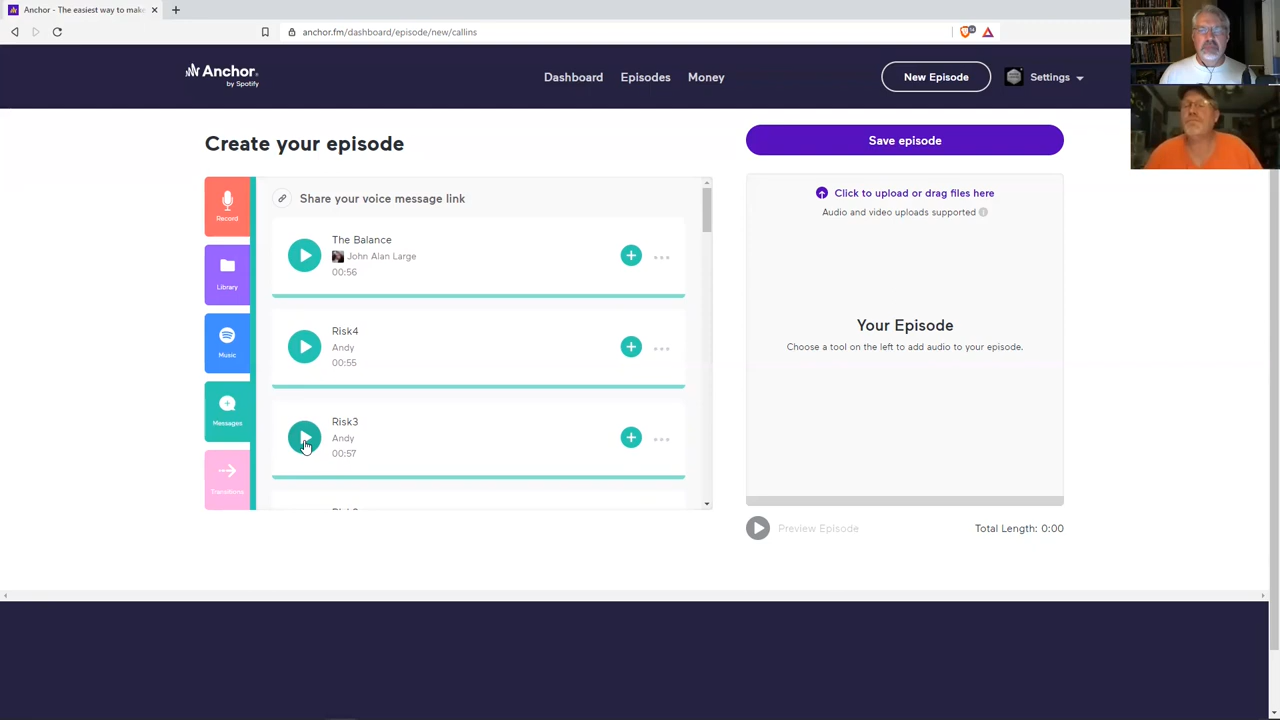 Anchor - The easiest way to make
anchor.fm/dashboard/episode/new/callins
Anchor
by Spotify
Dashboard
Episodes
Money
New Episode
Settings
Create your episode
Save episode
Record
Library
Music
Messages
Transitions
Share your voice message link
The Balance
John Alan Large
00:56
Risk4
Andy
00:55
Risk3
Andy
00:57
Click to upload or drag files here
Audio and video uploads supported
Your Episode
Choose a tool on the left to add audio to your episode.
Preview Episode
Total Length: 0:00